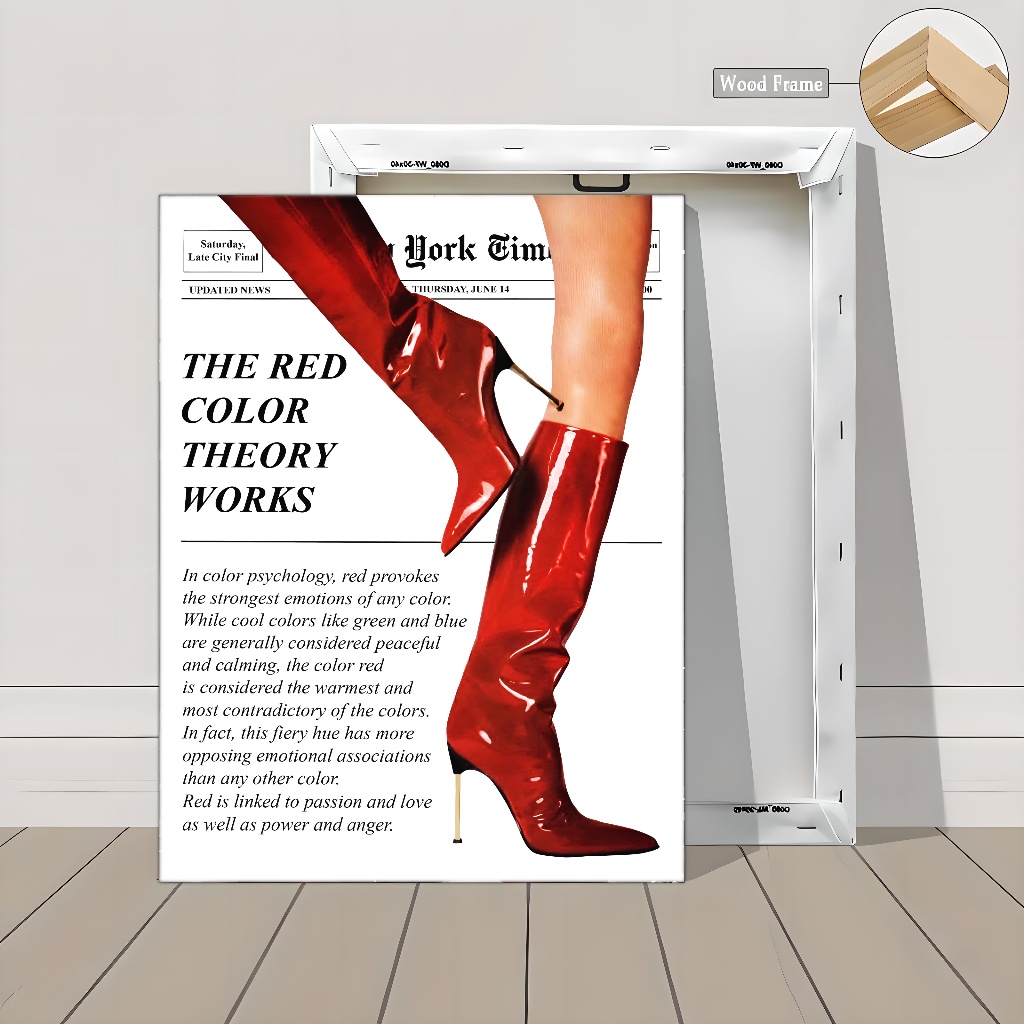 Wood Frame
Saturday,
Late City Final
York Tim
UPDATED NEWS
THURSDAY, JUNE 14
THE RED
COLOR
THEORY
WORKS
In color psychology, red provokes
the strongest emotions of any color.
While cool colors like green and blue
are generally considered peaceful
and calming, the color red
is considered the warmest and
most contradictory of the colors.
In fact, this fiery hue has more
opposing emotional associations
than any other color.
Red is linked to passion and love
as well as power and anger.